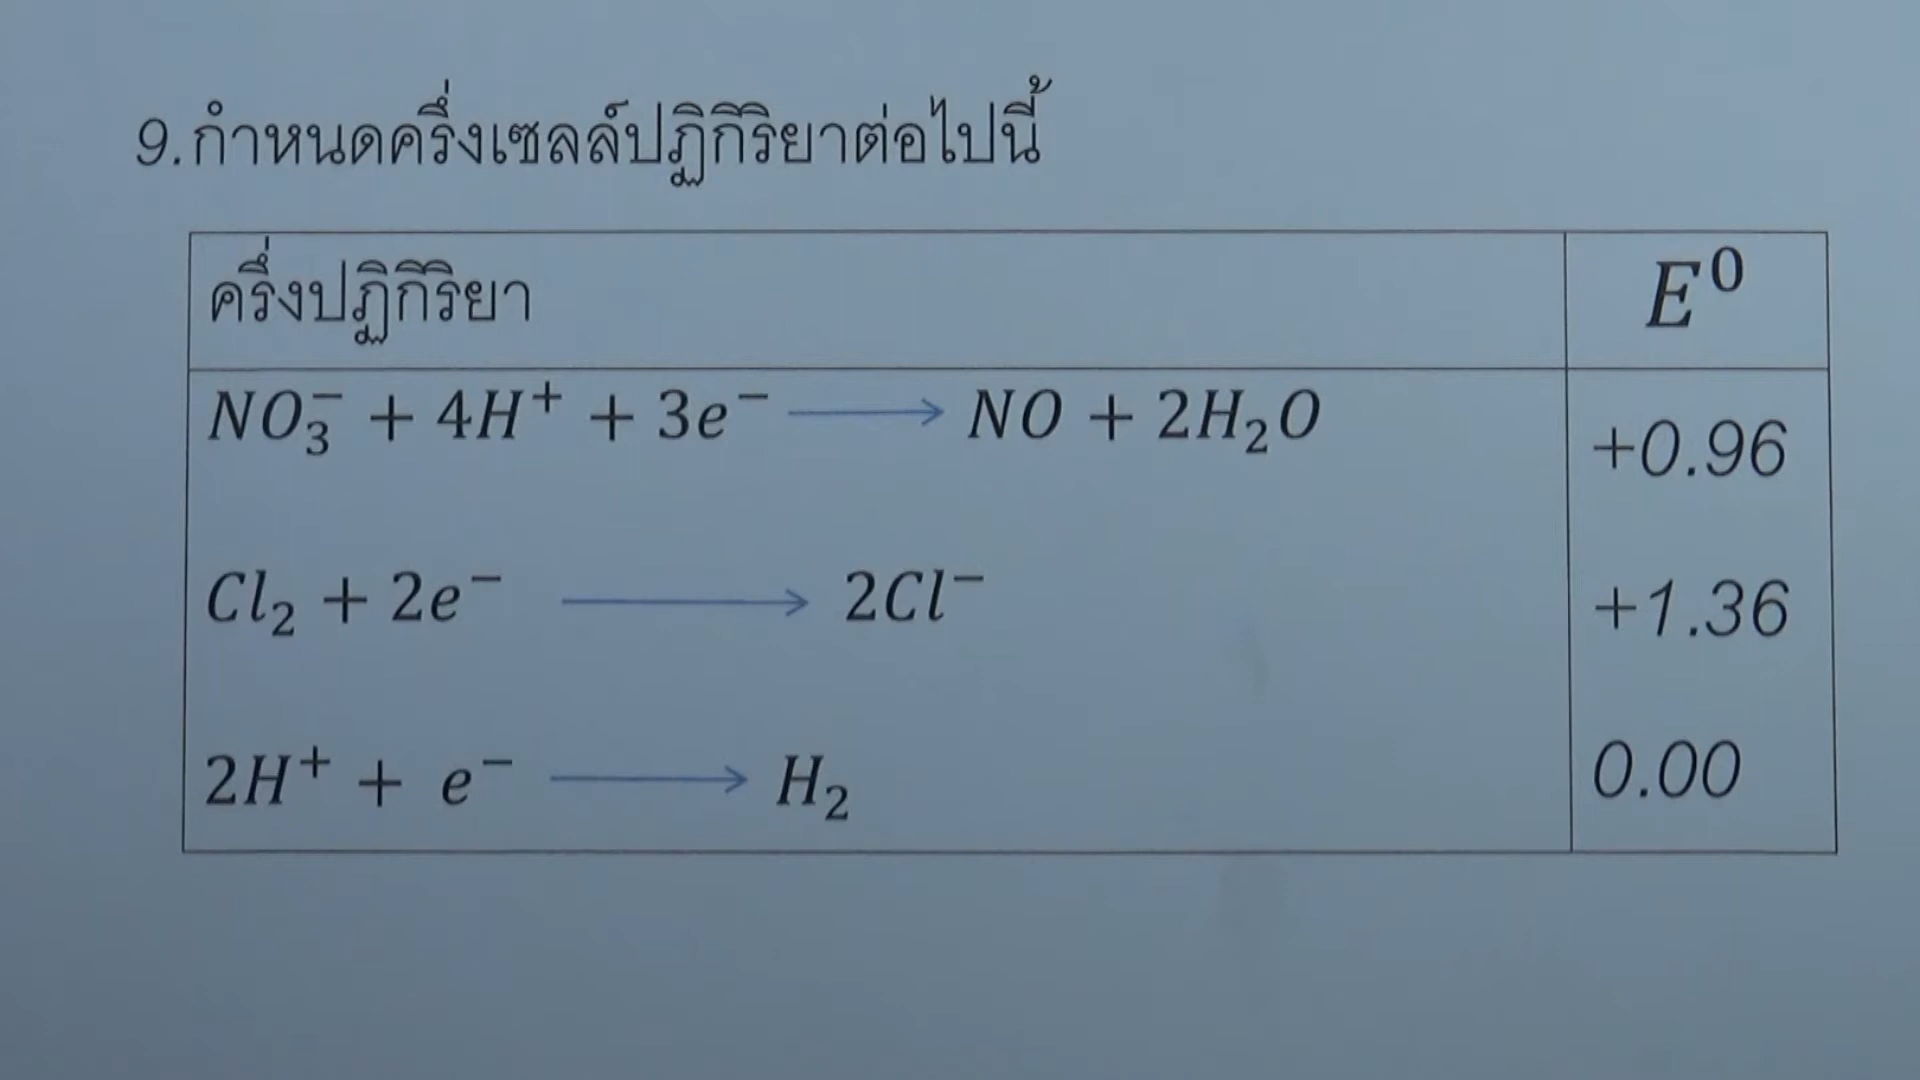 9.กำหนดครึ่งเซลล์ปฏิกิริยาต่อไปนี้
ครึ่งปฏิกิริยา E⁰
NO₃⁻ + 4H⁺ + 3e⁻ → NO + 2H₂O +0.96
Cl₂ + 2e⁻ → 2Cl⁻ +1.36
2H⁺ + e⁻ → H₂ 0.00